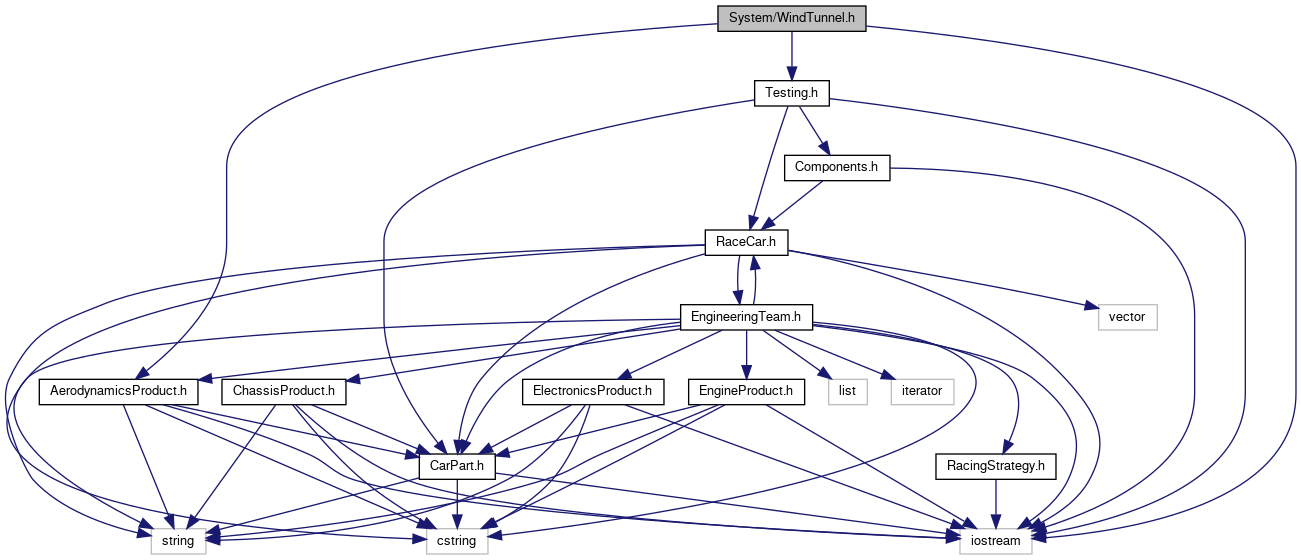 System/WindTunnel.h
Testing.h
Components.h
RaceCar.h
EngineeringTeam.h
vector
AerodynamicsProduct.h
ChassisProduct.h
ElectronicsProduct.h
EngineProduct.h
list
iterator
CarPart.h
RacingStrategy.h
string
cstring
iostream